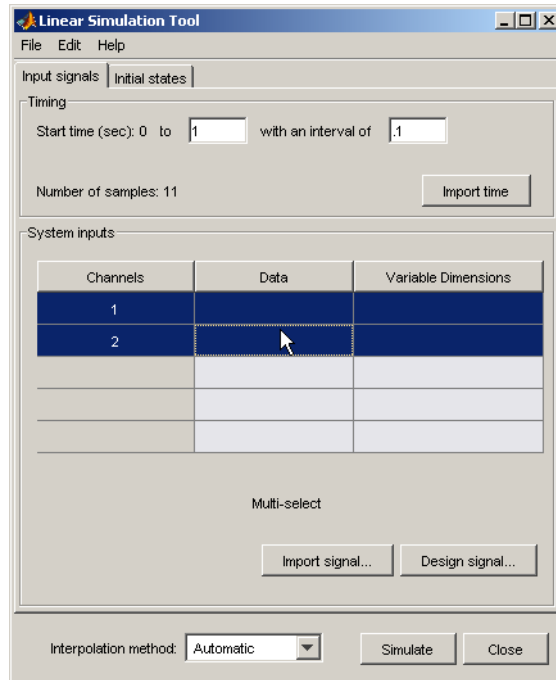 Linear Simulation Tool
File Edit Help
Input signals Initial states
Timing
Start time (sec): 0 to 1 with an interval of .1
Number of samples: 11 Import time
System inputs
Channels Data Variable Dimensions
1
2
Multi-select
Import signal... Design signal...
Interpolation method: Automatic Simulate Close